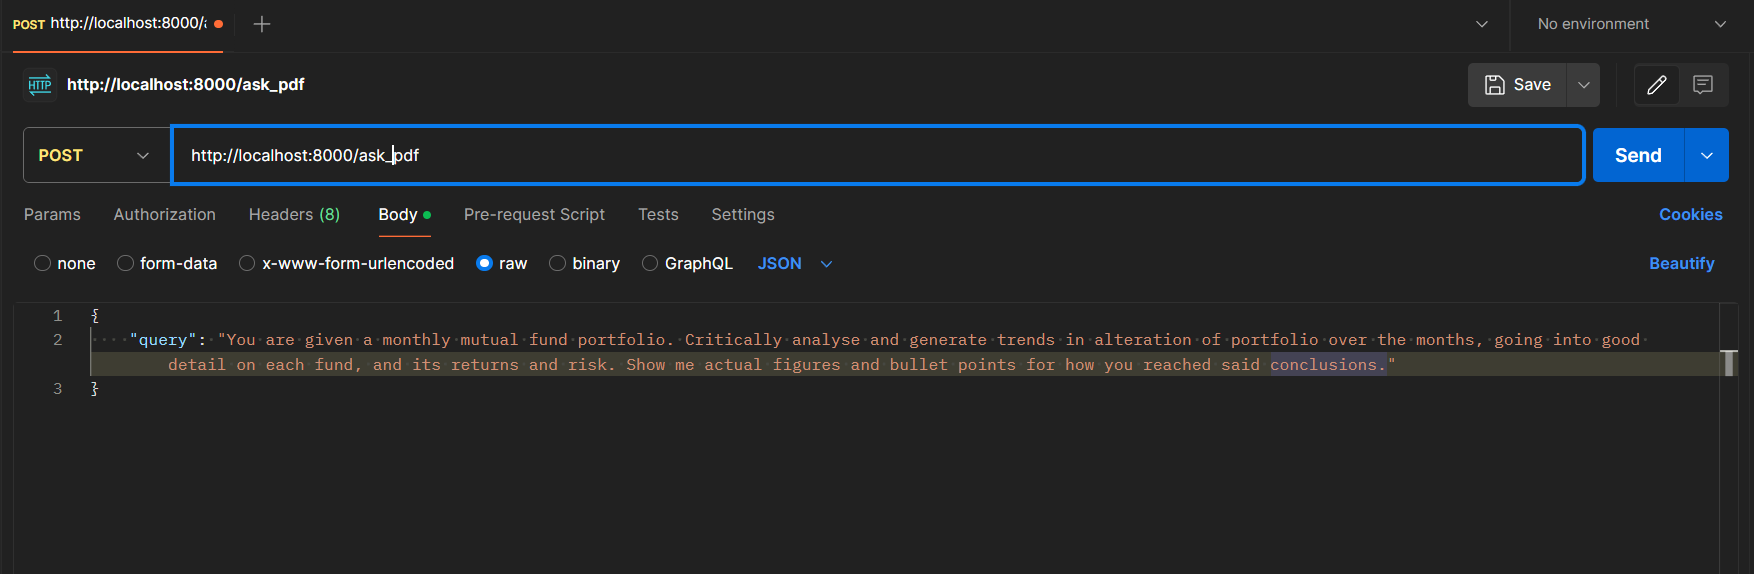 POST http://localhost:8000/a
No environment
HTTP http://localhost:8000/ask_pdf
Save
POST http://localhost:8000/ask_pdf Send
Params Authorization Headers (8) Body Pre-request Script Tests Settings Cookies
none form-data x-www-form-urlencoded raw binary GraphQL JSON Beautify
1 {
2 "query": "You are given a monthly mutual fund portfolio. Critically analyse and generate trends in alteration of portfolio over the months, going into good
detail on each fund, and its returns and risk. Show me actual figures and bullet points for how you reached said conclusions."
3 }